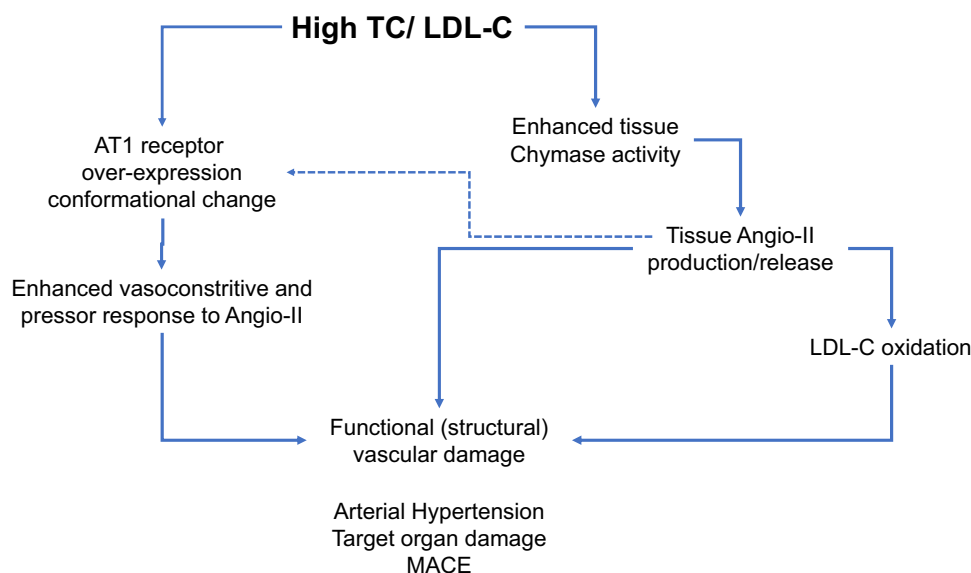 High TC/ LDL-C
AT1 receptor
over-expression
conformational change
Enhanced tissue
Chymase activity
Tissue Angio-II
production/release
Enhanced vasoconstritive and
pressor response to Angio-II
LDL-C oxidation
Functional (structural)
vascular damage
Arterial Hypertension
Target organ damage
MACE